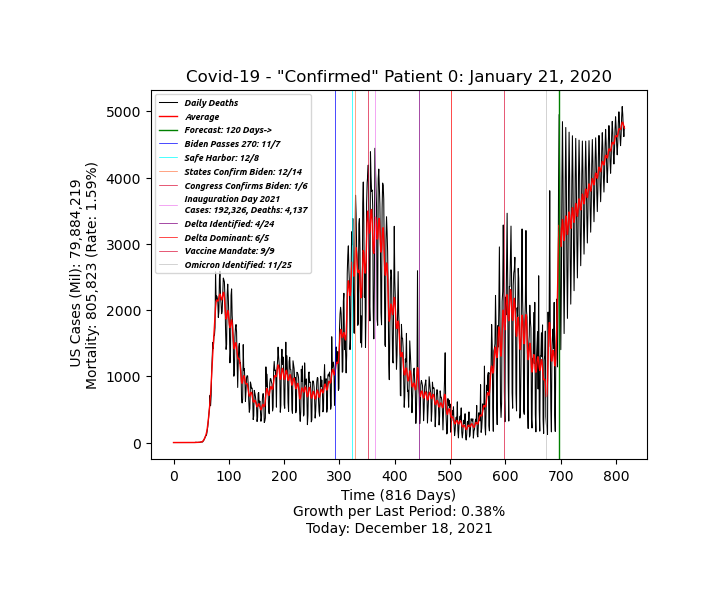 Covid-19 - "Confirmed" Patient 0: January 21, 2020
Daily Deaths
Average
Forecast: 120 Days->
Biden Passes 270: 11/7
Safe Harbor: 12/8
States Confirm Biden: 12/14
Congress Confirms Biden: 1/6
Inauguration Day 2021
Cases: 192,326, Deaths: 4,137
Delta Identified: 4/24
Delta Dominant: 6/5
Vaccine Mandate: 9/9
Omicron Identified: 11/25
US Cases (Mil): 79,884,219
Mortality: 805,823 (Rate: 1.59%)
5000
4000
3000
2000
1000
0
0 100 200 300 400 500 600 700 800
Time (816 Days)
Growth per Last Period: 0.38%
Today: December 18, 2021